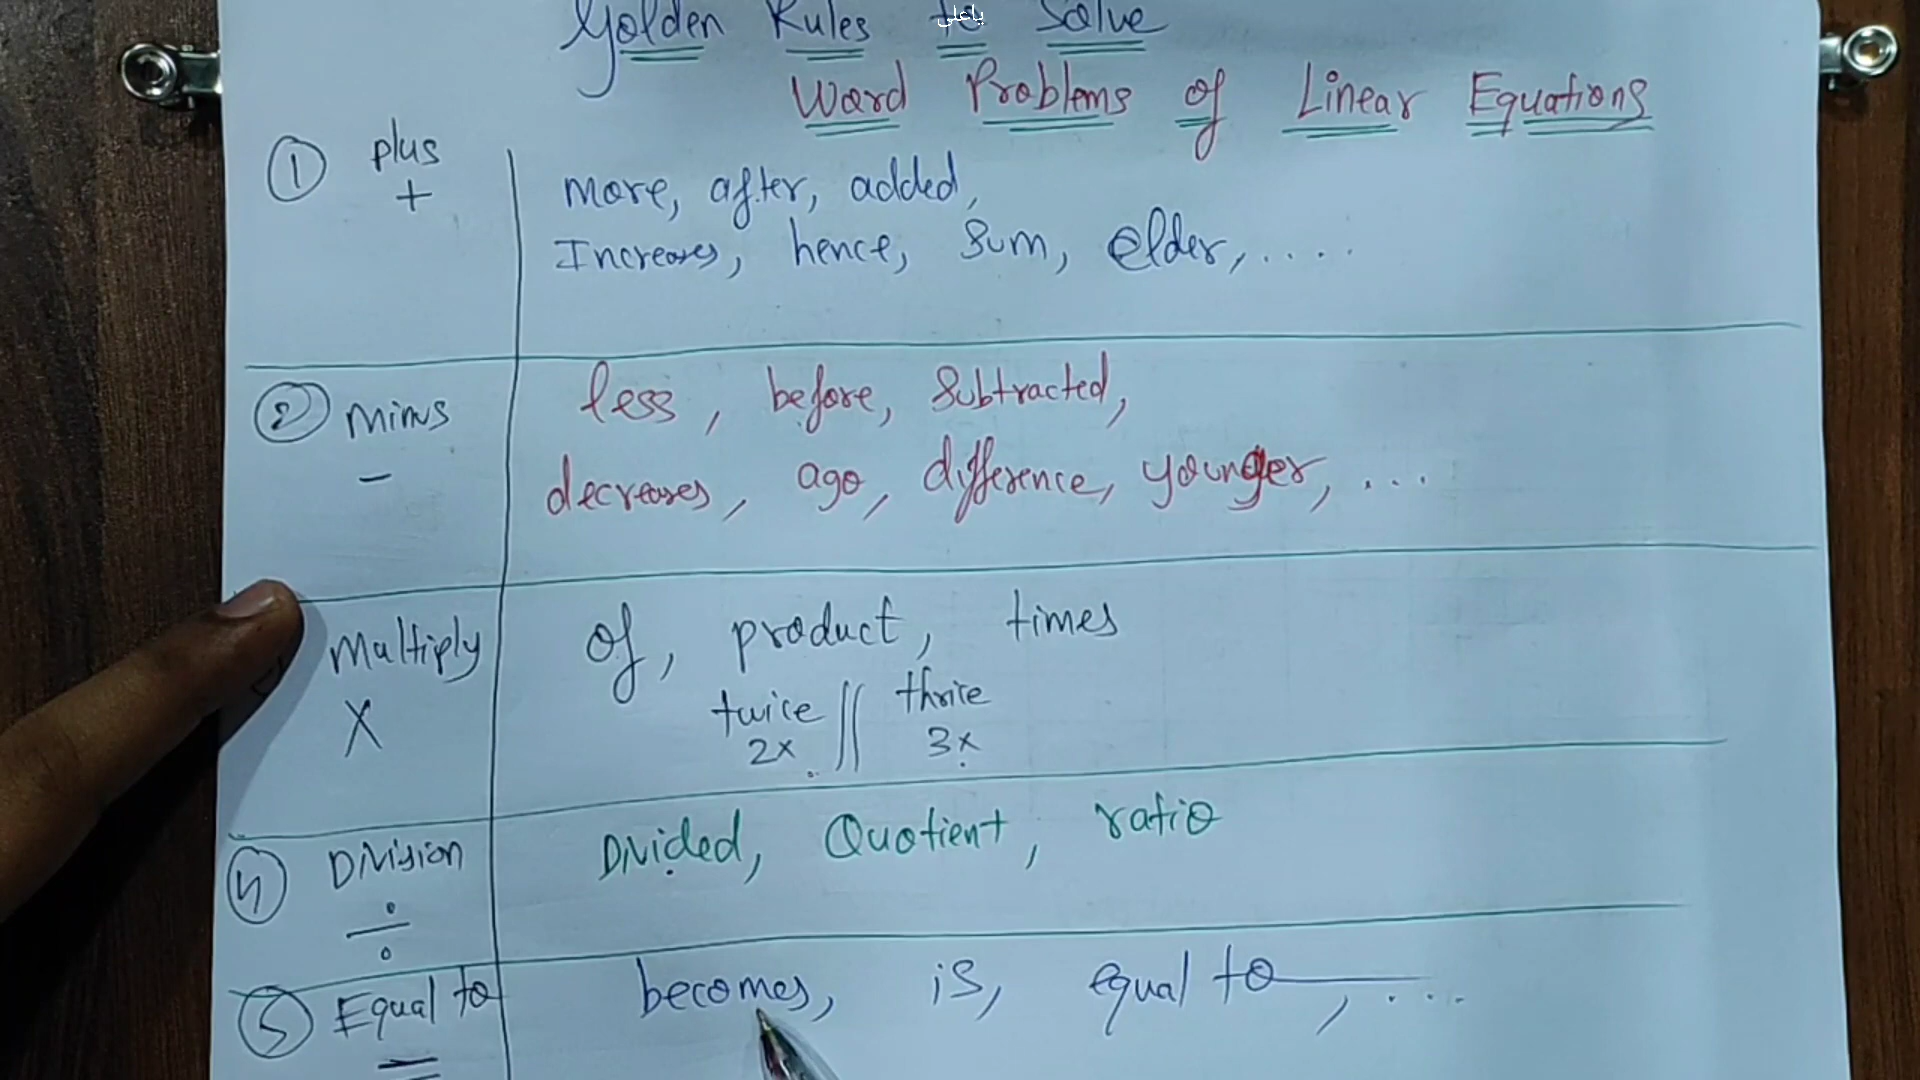 Golden Rules to Solve
ياعلى
Word Problems of Linear Equations
① plus
+
more, after, added,
Increases, hence, Sum, elder, .....
② minus
−
less, before, Subtracted,
decreases, ago, difference, younger, ...
Multiply
X
of, product, times
twice || thrice
2x 3x
④ Division
÷
Divided, Quotient, ratio
⑤ Equal to
=
becomes, is, equal to, ....